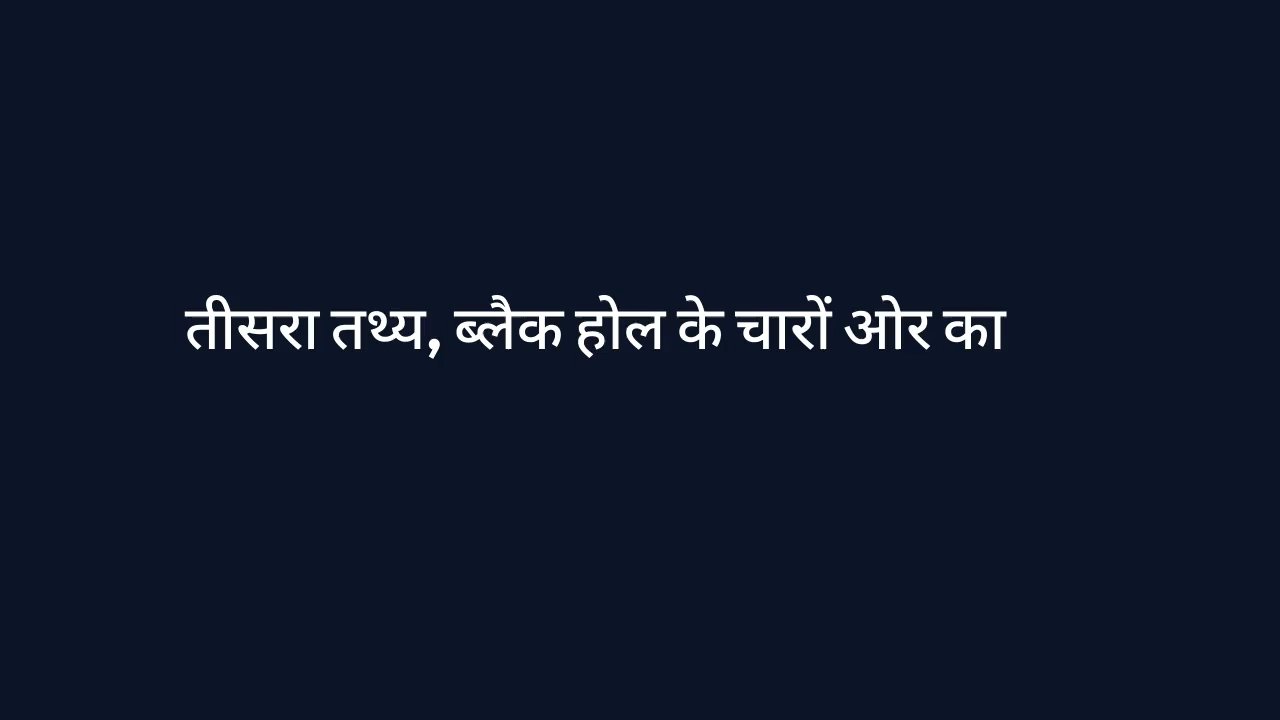 तीसरा तथ्य, ब्लैक होल के चारों ओर का